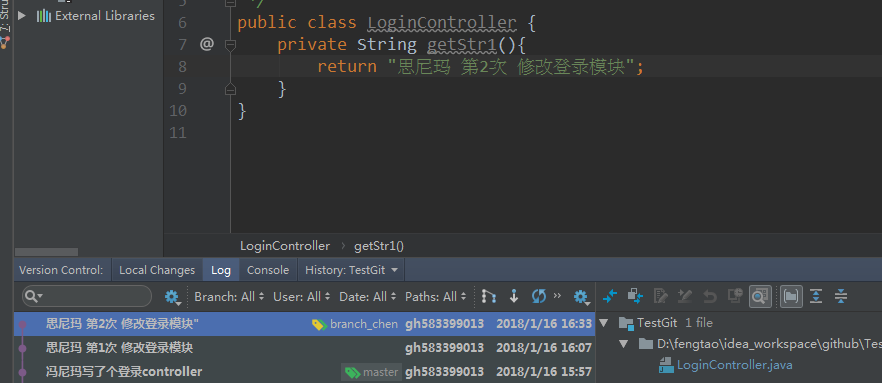 7: Stru
External Libraries
5 */
6 public class LoginController {
7 @ private String getStr1(){
8 return "思尼玛 第2次 修改登录模块";
9 }
10 }
11
LoginController › getStr1()
Version Control: Local Changes Log Console History: TestGit
Branch: All User: All Date: All Paths: All »
思尼玛 第2次 修改登录模块" branch_chen gh583399013 2018/1/16 16:33
思尼玛 第1次 修改登录模块 gh583399013 2018/1/16 16:07
冯尼玛写了个登录controller master gh583399013 2018/1/16 15:57
TestGit 1 file
D:\fengtao\idea_workspace\github\Tes
LoginController.java